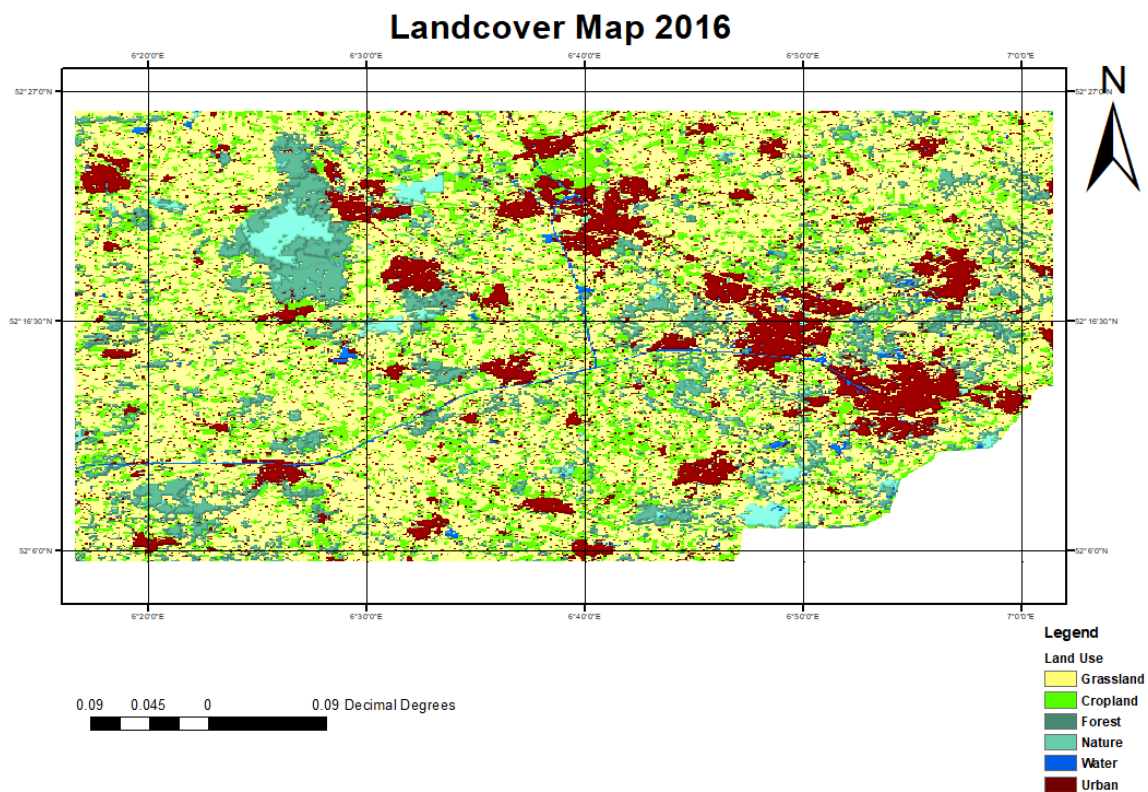 Landcover Map 2016
6°20'0"E 6°30'0"E 6°40'0"E 6°50'0"E 7°0'0"E
N
52°27'0"N 52°27'0"N
52°16'30"N 52°16'30"N
52°6'0"N 52°6'0"N
6°20'0"E 6°30'0"E 6°40'0"E 6°50'0"E 7°0'0"E
Legend
Land Use
Grassland
Cropland
Forest
Nature
Water
Urban
0.09 0.045 0 0.09 Decimal Degrees